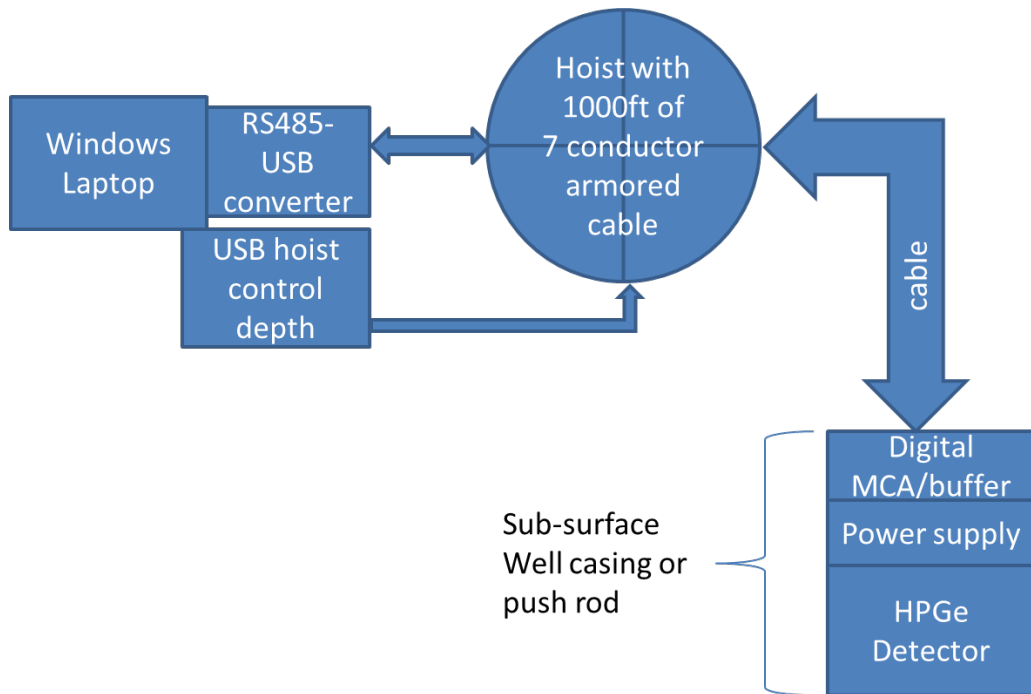 Windows
Laptop
RS485-
USB
converter
USB hoist
control
depth
Hoist with
1000ft of
7 conductor
armored
cable
cable
Digital
MCA/buffer
Power supply
HPGe
Detector
Sub-surface
Well casing or
push rod